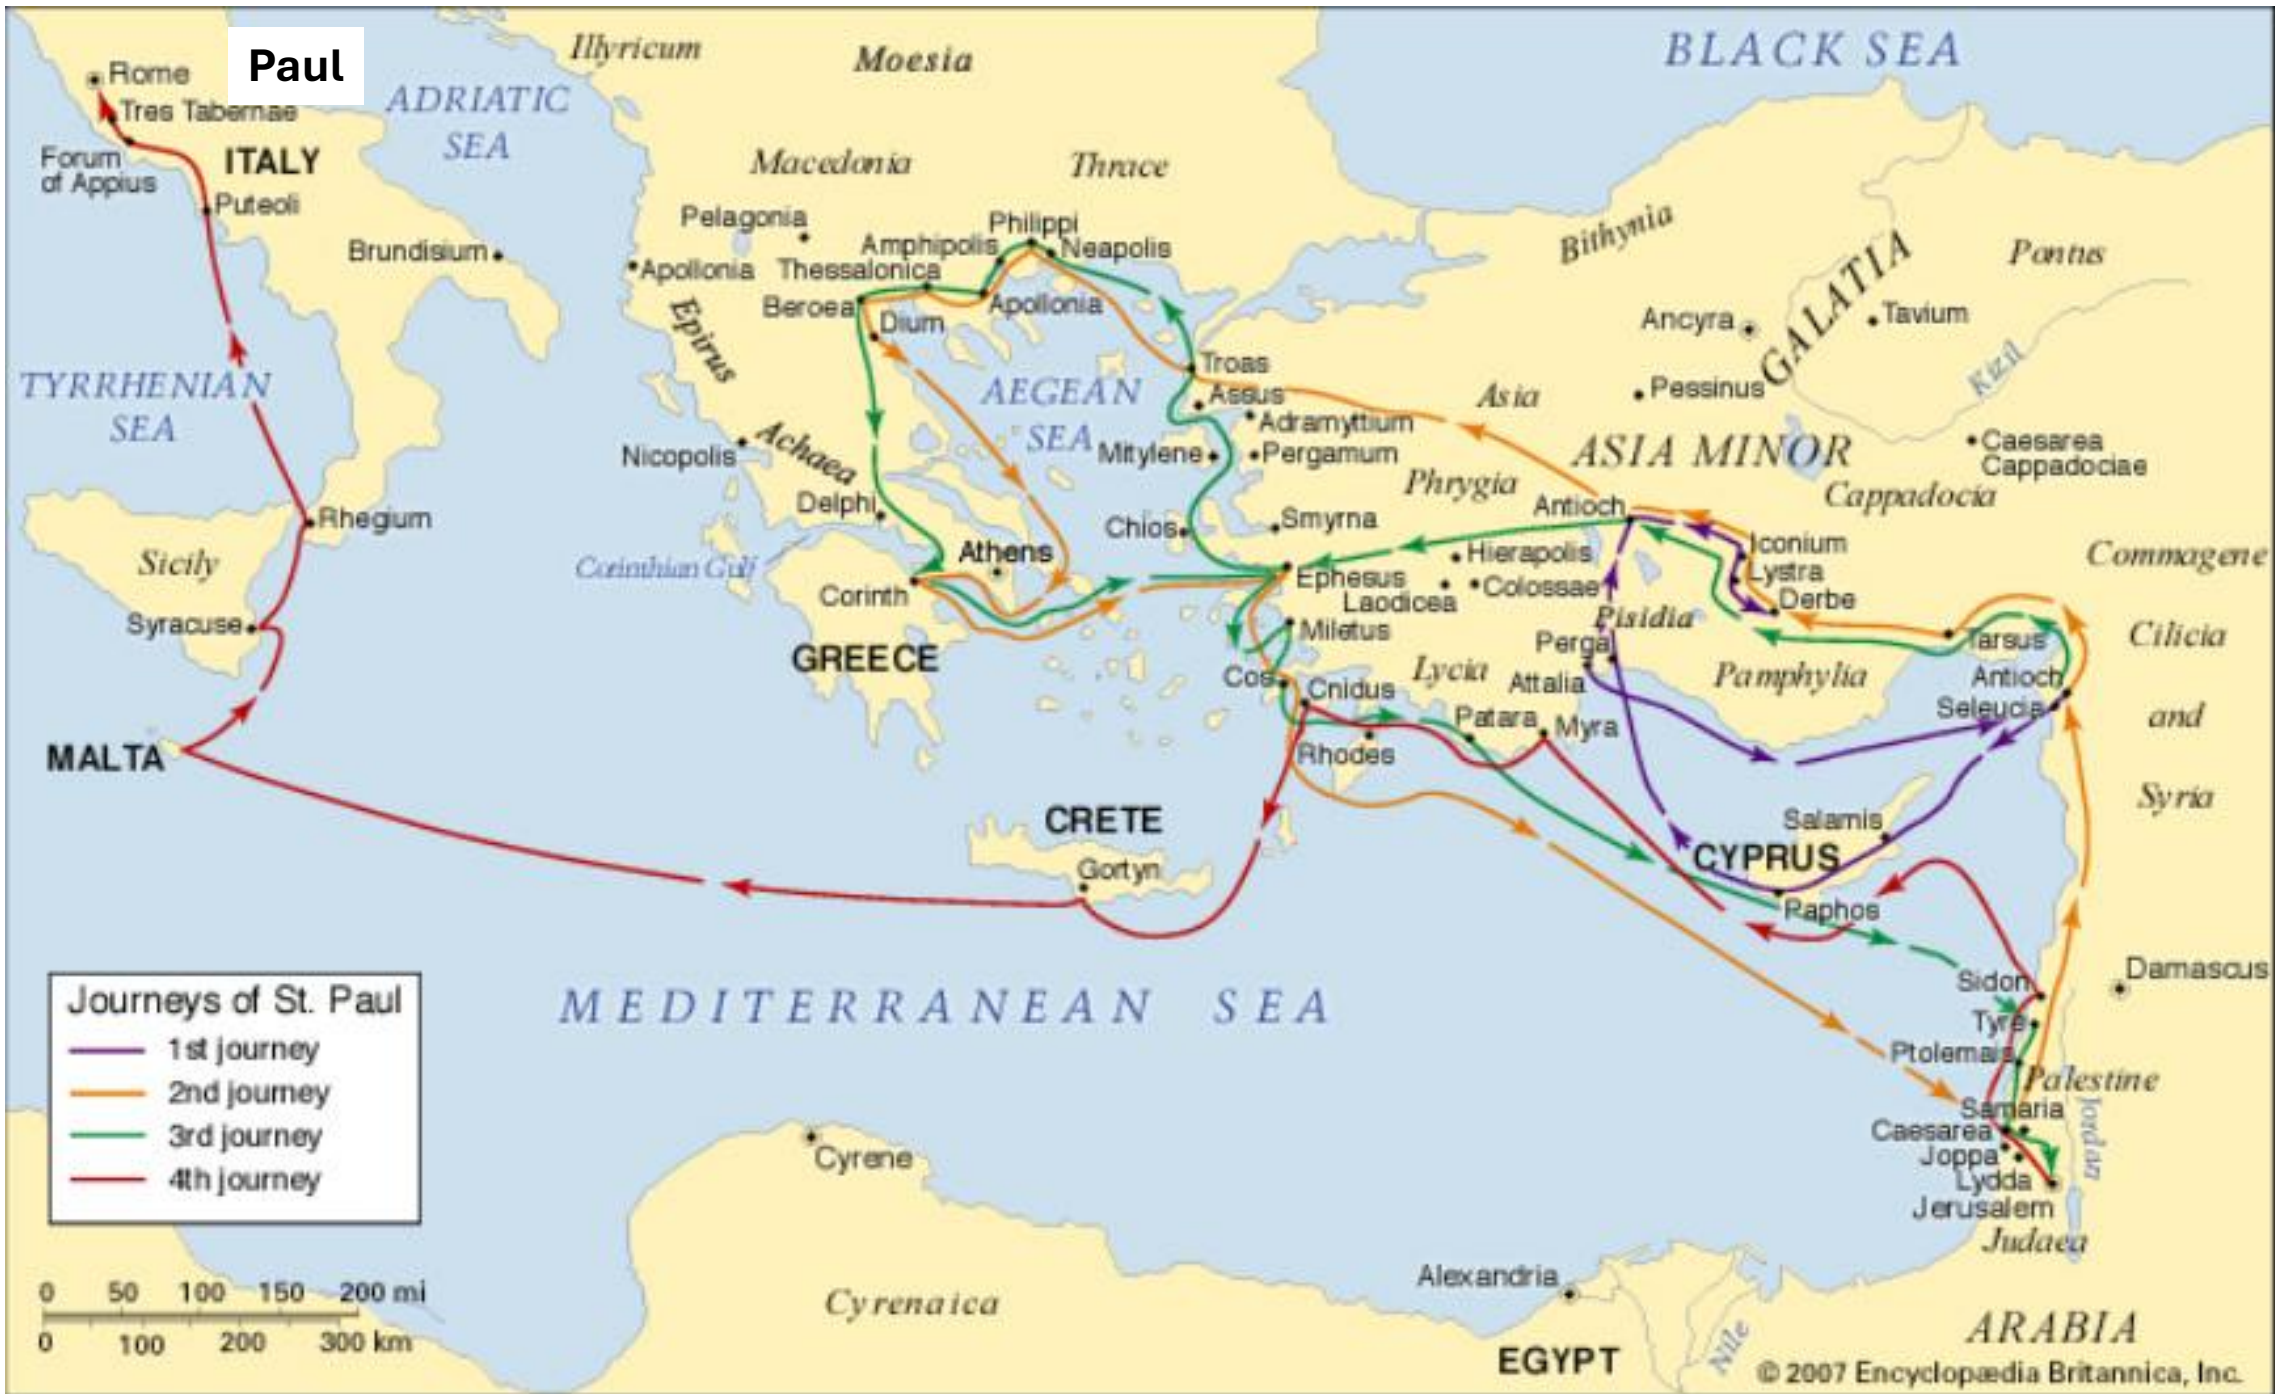 Paul
Illyricum
Moesia
BLACK SEA
Rome
Tres Tabernae
ADRIATIC
SEA
Forum
of Appius
ITALY
Puteoli
Brundisium
Macedonia
Thrace
Pelagonia
Philippi
Amphipolis
Neapolis
Apollonia
Thessalonica
Beroea
Apollonia
Dium
Epirus
Bithynia
GALATIA
Pontus
Ancyra
Tavium
Kizil
Pessinus
TYRRHENIAN
SEA
AEGEAN
SEA
Troas
Assus
Adramyttium
Mitylene
Pergamum
Asia
ASIA MINOR
Caesarea
Cappadociae
Cappadocia
Phrygia
Nicopolis
Achaea
Delphi
Chios
Smyrna
Antioch
Rhegium
Sicily
Syracuse
Corinthian Gulf
Athens
Corinth
GREECE
Ephesus
Hierapolis
Laodicea
Colossae
Miletus
Iconium
Lystra
Derbe
Commagene
Pisidia
Perga
Attalia
Lycia
Pamphylia
Tarsus
Antioch
Seleucia
Cilicia
and
Syria
Cos
Cnidus
Patara
Myra
Rhodes
MALTA
CRETE
Gortyn
Salamis
CYPRUS
Raphos
MEDITERRANEAN SEA
Sidon
Damascus
Tyre
Ptolemais
Palestine
Samaria
Caesarea
Joppa
Lydda
Jerusalem
Jordan
Judaea
Journeys of St. Paul
1st journey
2nd journey
3rd journey
4th journey
Cyrene
Cyrenaica
Alexandria
EGYPT
Nile
ARABIA
0 50 100 150 200 mi
0 100 200 300 km
© 2007 Encyclopædia Britannica, Inc.